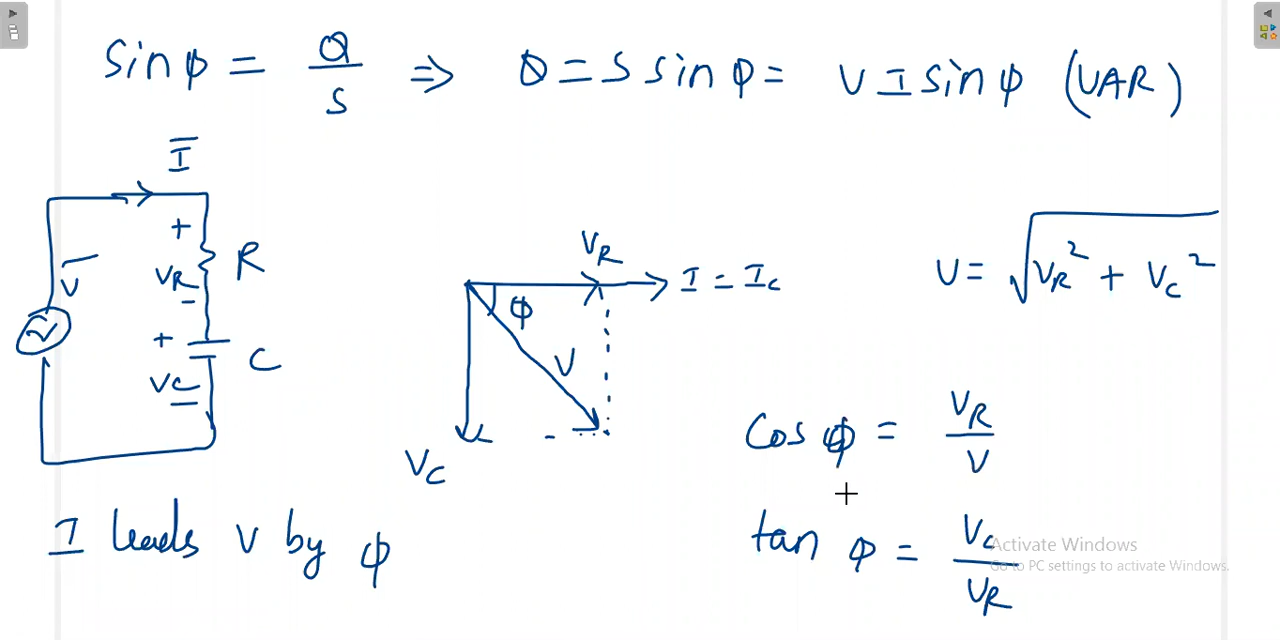 sin φ = Q/S ⇒ Q = S sin φ = V I sin φ (VAR)
I̅
+
V̅
VR
R
−
+
C
VC
−
VR
I = IC
φ
V
VC
V = √(VR² + VC²)
cos φ = VR/V
I leads V by φ
tan φ = VC/VR
Activate Windows
Go to PC settings to activate Windows.